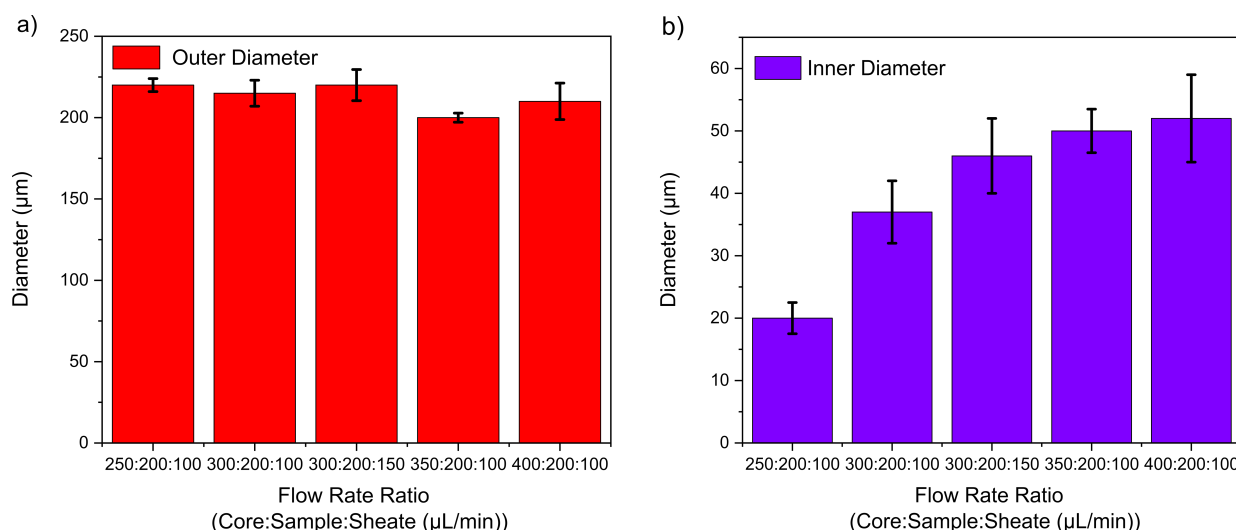 a)
Outer Diameter
250
200
150
100
50
0
Diameter (µm)
250:200:100 300:200:100 300:200:150 350:200:100 400:200:100
Flow Rate Ratio
(Core:Sample:Sheate (µL/min))
b)
Inner Diameter
60
50
40
30
20
10
0
Diameter (µm)
250:200:100 300:200:100 300:200:150 350:200:100 400:200:100
Flow Rate Ratio
(Core:Sample:Sheate (µL/min))